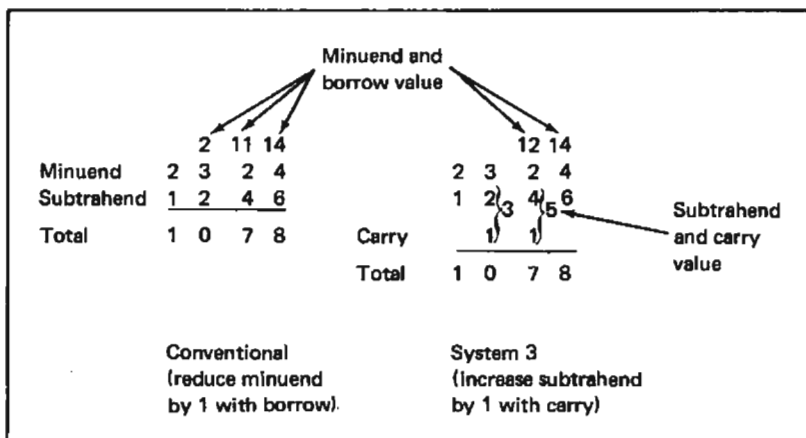 Minuend and
borrow value
2 11 14
Minuend 2 3 2 4
Subtrahend 1 2 4 6
Total 1 0 7 8
12 14
2 3 2 4
1 2 } 3 4 } 5 6
Carry 1 1
Total 1 0 7 8
Subtrahend
and carry
value
Conventional
(reduce minuend
by 1 with borrow).
System 3
(increase subtrahend
by 1 with carry)